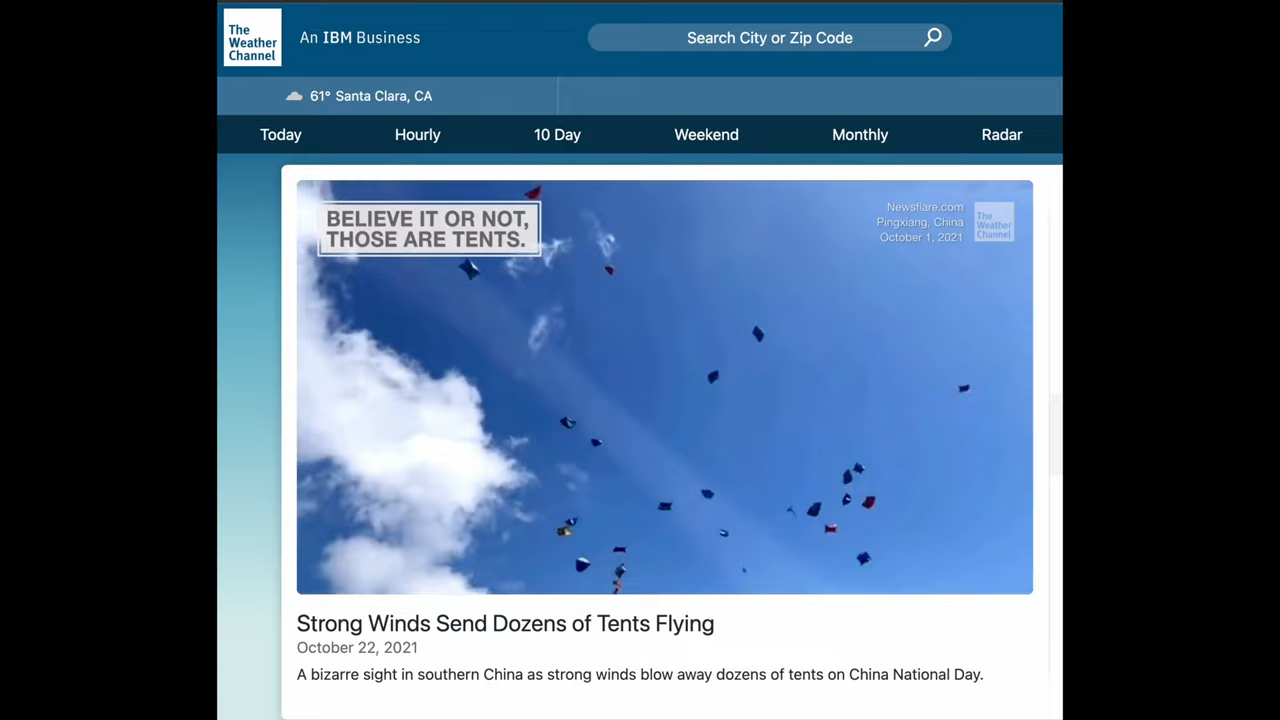 The
Weather
Channel
An IBM Business
Search City or Zip Code
61° Santa Clara, CA
Today Hourly 10 Day Weekend Monthly Radar
BELIEVE IT OR NOT,
THOSE ARE TENTS.
Newsflare.com
Pingxiang, China
October 1, 2021
The
Weather
Channel
Strong Winds Send Dozens of Tents Flying
October 22, 2021
A bizarre sight in southern China as strong winds blow away dozens of tents on China National Day.